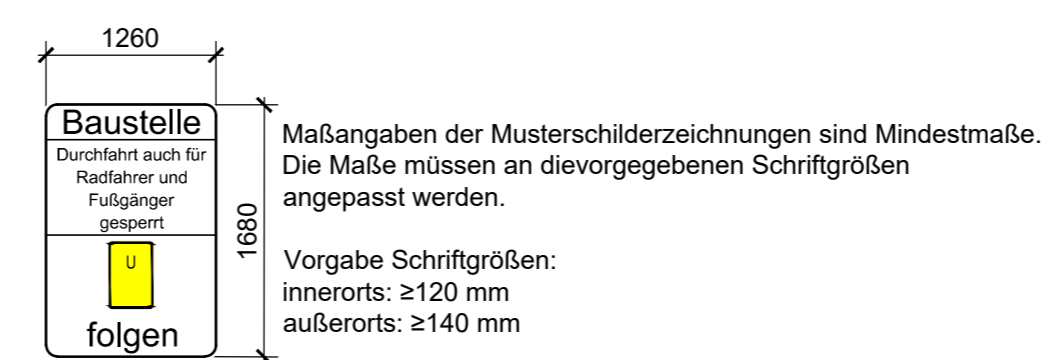 1260
Baustelle
Durchfahrt auch für
Radfahrer und
Fußgänger
gesperrt
U
folgen
1680
Maßangaben der Musterschilderzeichnungen sind Mindestmaße.
Die Maße müssen an dievorgegebenen Schriftgrößen
angepasst werden.
Vorgabe Schriftgrößen:
innerorts: ≥120 mm
außerorts: ≥140 mm